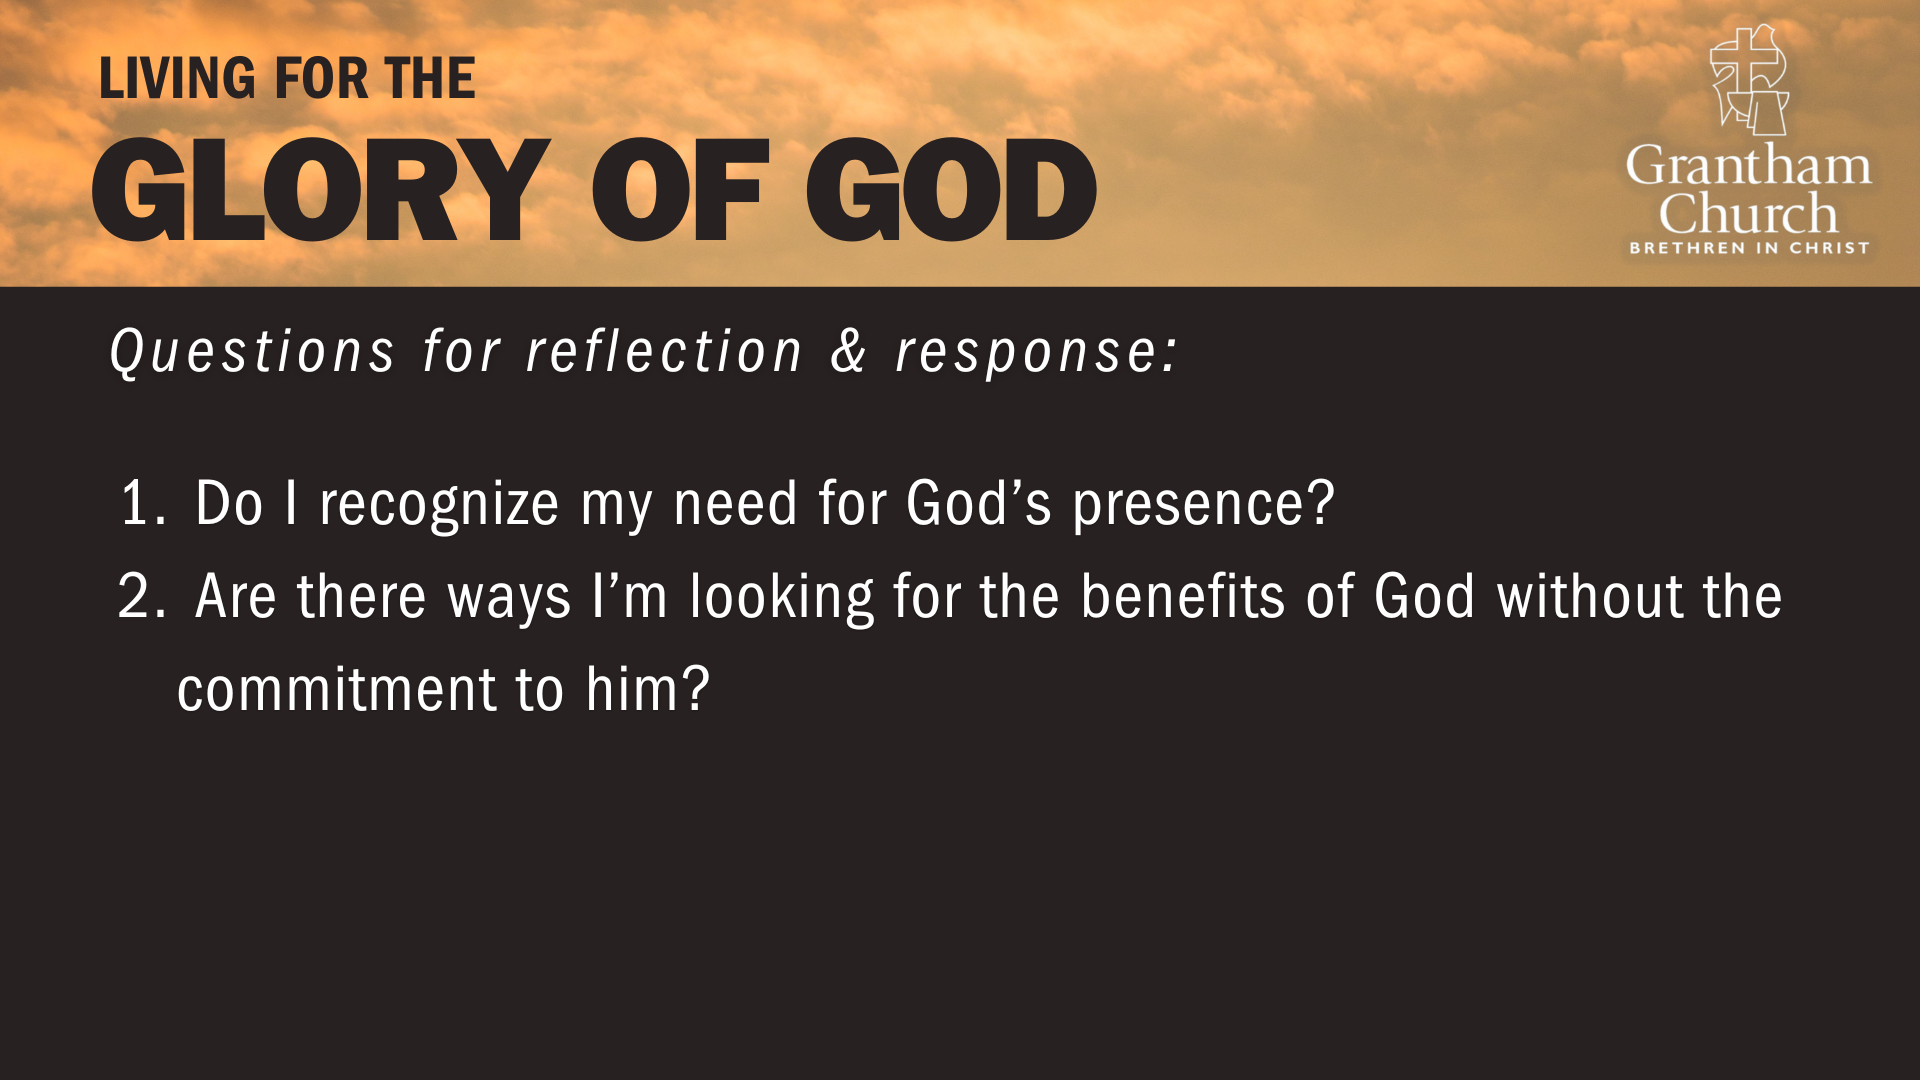 LIVING FOR THE
GLORY OF GOD
Grantham
Church
BRETHREN IN CHRIST
Questions for reflection & response:
1. Do I recognize my need for God’s presence?
2. Are there ways I’m looking for the benefits of God without the
commitment to him?